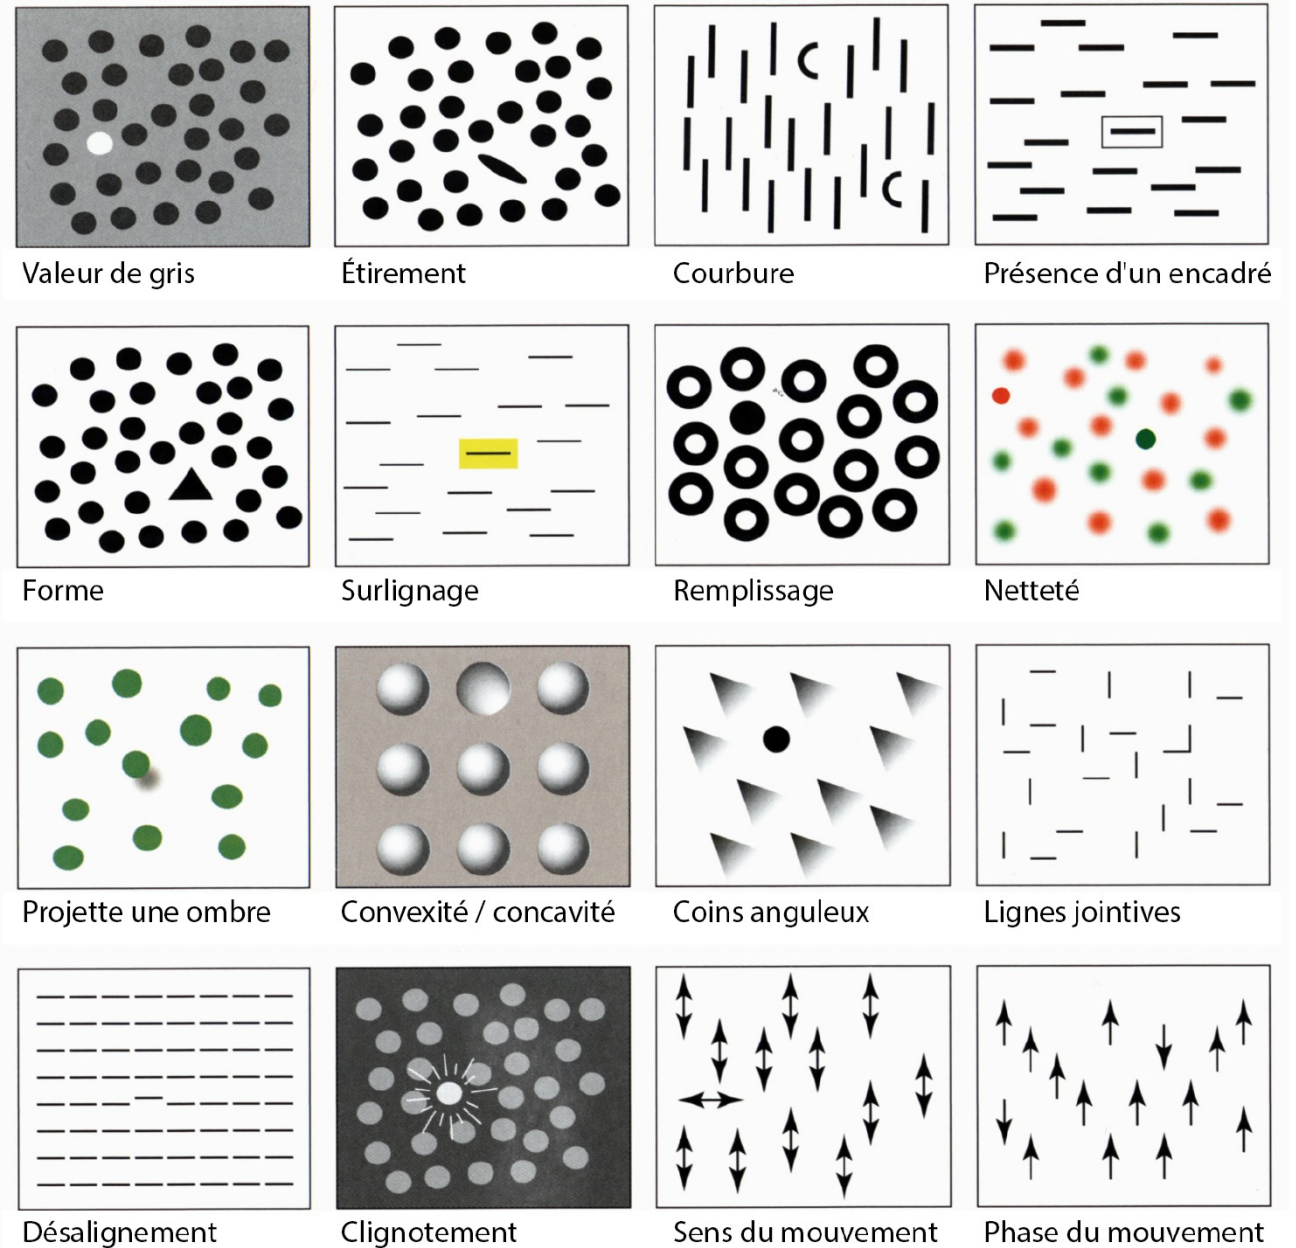 Valeur de gris
Étirement
Courbure
Présence d'un encadré
Forme
Surlignage
Remplissage
Netteté
Projette une ombre
Convexité / concavité
Coins anguleux
Lignes jointives
Désalignement
Clignotement
Sens du mouvement
Phase du mouvement